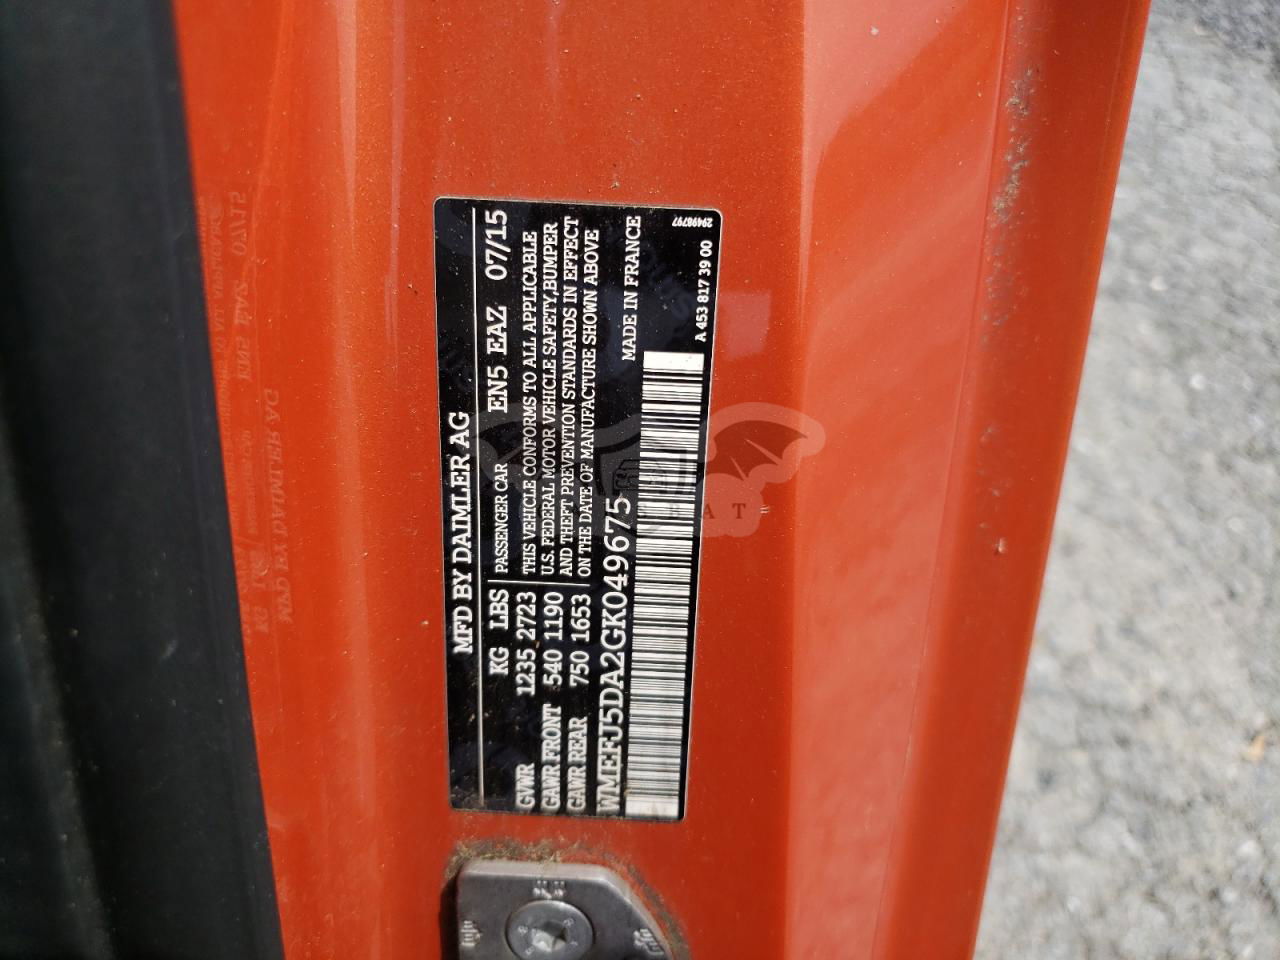 MFD BY DAIMLER AG
KG LBS PASSENGER CAR EN5 EAZ 07/15
GVWR 1235 2723 THIS VEHICLE CONFORMS TO ALL APPLICABLE
GAWR FRONT 540 1190 U.S. FEDERAL MOTOR VEHICLE SAFETY,BUMPER
GAWR REAR 750 1653 AND THEFT PREVENTION STANDARDS IN EFFECT
ON THE DATE OF MANUFACTURE SHOWN ABOVE
WMEFJ5DA2GK049675 MADE IN FRANCE
A 453 817 39 00 29498797